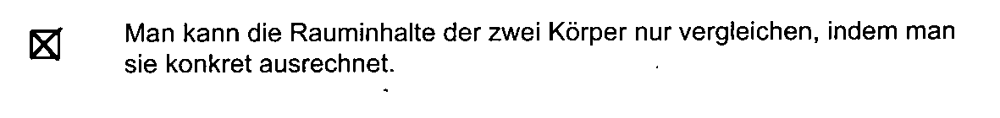 Man kann die Rauminhalte der zwei Körper nur vergleichen, indem man
sie konkret ausrechnet.